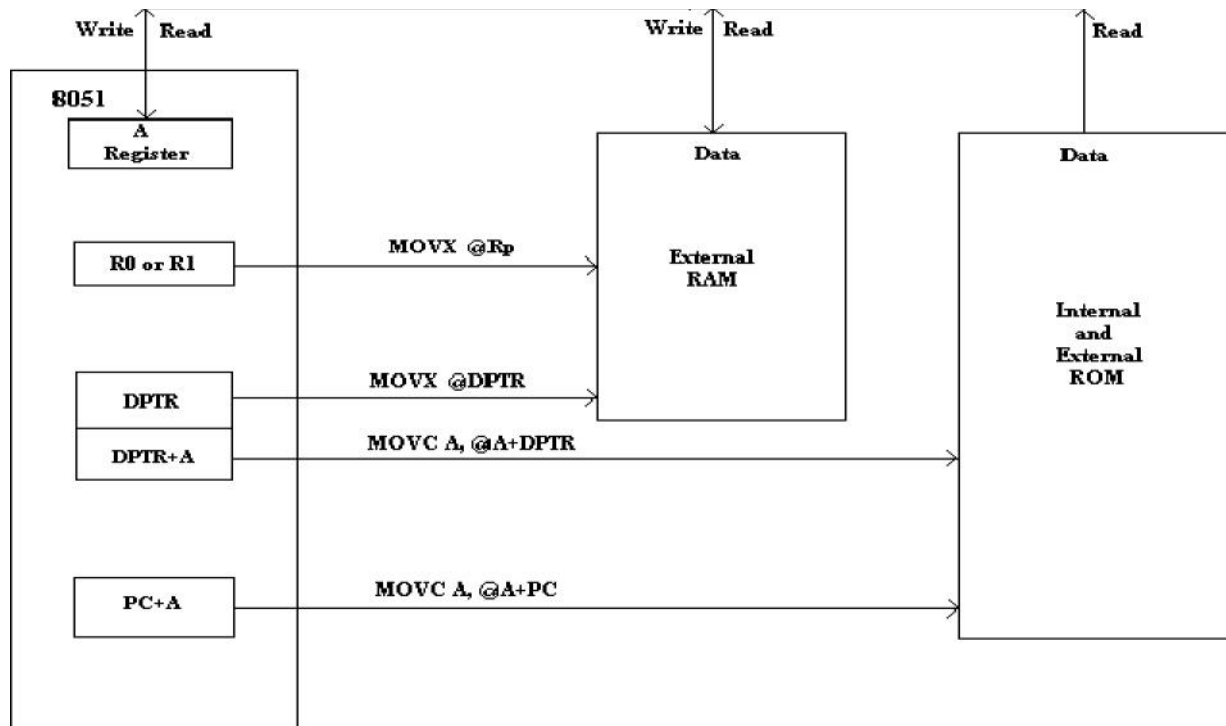 Write Read
Write Read
Read
8051
A
Register
Data
Data
R0 or R1
MOVX @Rp
External
RAM
Internal
and
External
ROM
DPTR
MOVX @DPTR
DPTR+A
MOVC A, @A+DPTR
PC+A
MOVC A, @A+PC